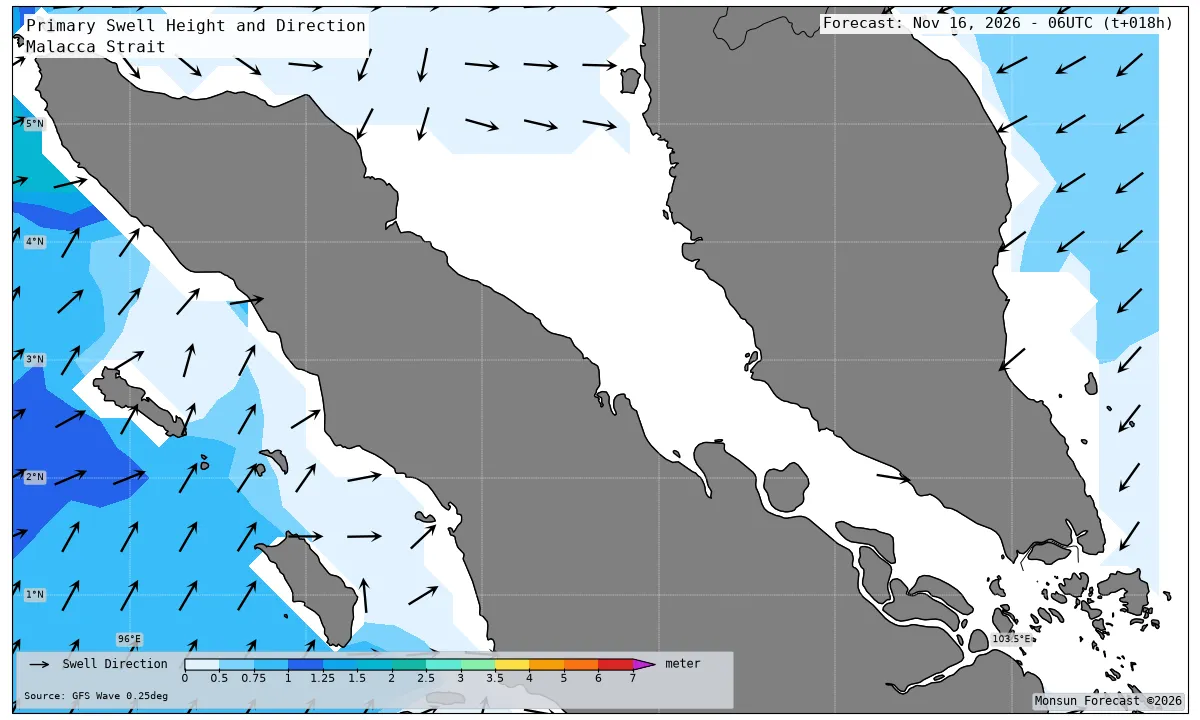 Primary Swell Height and Direction
Malacca Strait
Forecast: Nov 16, 2026 - 06UTC (t+018h)
5°N
4°N
3°N
2°N
1°N
96°E
103.5°E
Swell Direction
meter
0 0.5 0.75 1 1.25 1.5 2 2.5 3 3.5 4 5 6 7
Source: GFS Wave 0.25deg
Monsun Forecast ©2026